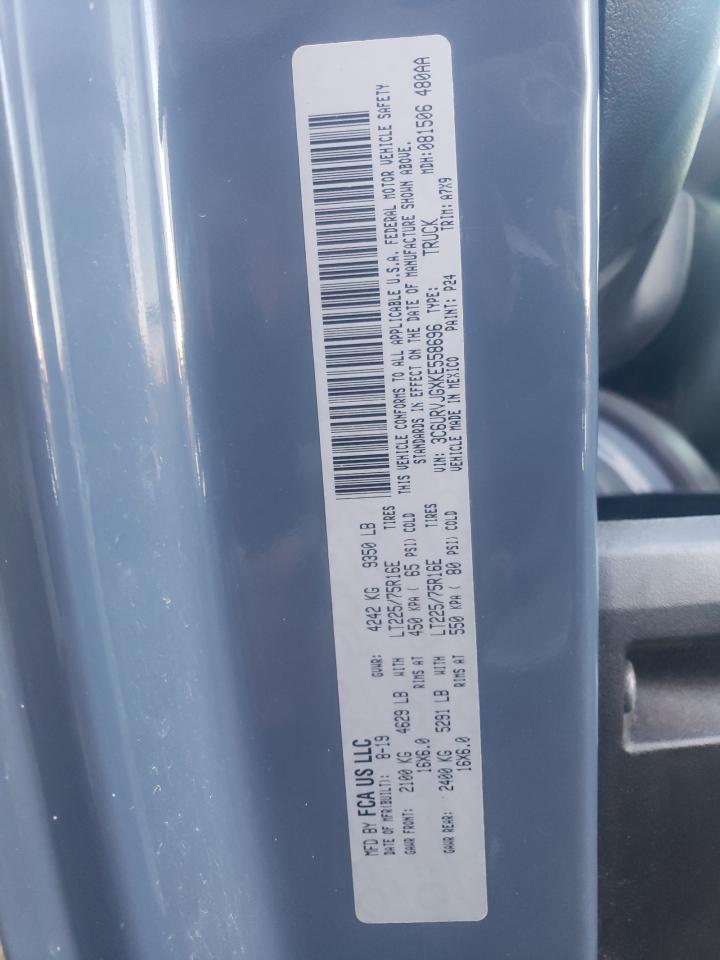 MFD BY FCA US LLC
DATE OF MFR(BUILT): 8-19 GVWR: 4242 KG 9350 LB
GAWR FRONT: 2100 KG 4629 LB WITH LT225/75R16E TIRES
16X6.0 RIMS AT 450 KPA ( 65 PSI) COLD
GAWR REAR: 2400 KG 5291 LB WITH LT225/75R16E TIRES
16X6.0 RIMS AT 550 KPA ( 80 PSI) COLD
THIS VEHICLE CONFORMS TO ALL APPLICABLE U.S.A. FEDERAL MOTOR VEHICLE SAFETY
STANDARDS IN EFFECT ON THE DATE OF MANUFACTURE SHOWN ABOVE.
VIN: 3C6URVJGXKE558696 TYPE: TRUCK MDH:081506 480AA
VEHICLE MADE IN MEXICO PAINT: P24 TRIM: A7X9